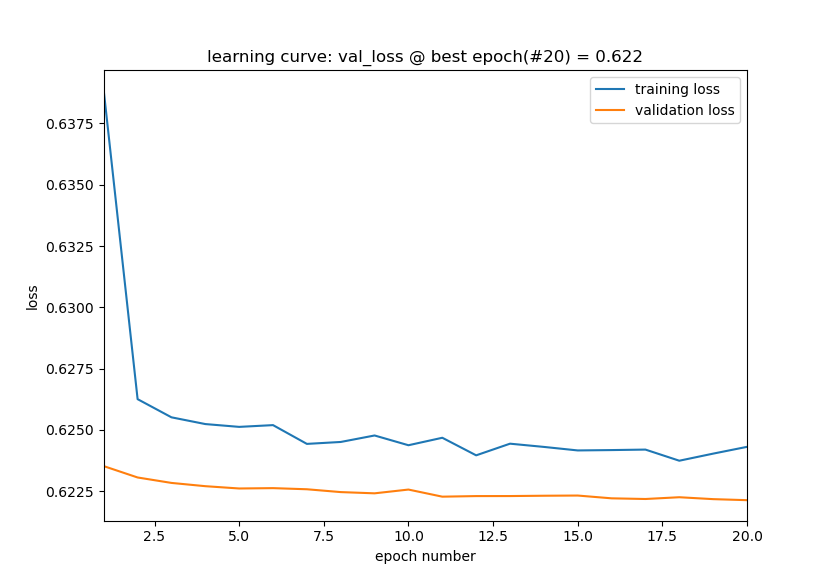 learning curve: val_loss @ best epoch(#20) = 0.622
training loss
validation loss
0.6375
0.6350
0.6325
0.6300
0.6275
0.6250
0.6225
loss
2.5 5.0 7.5 10.0 12.5 15.0 17.5 20.0
epoch number